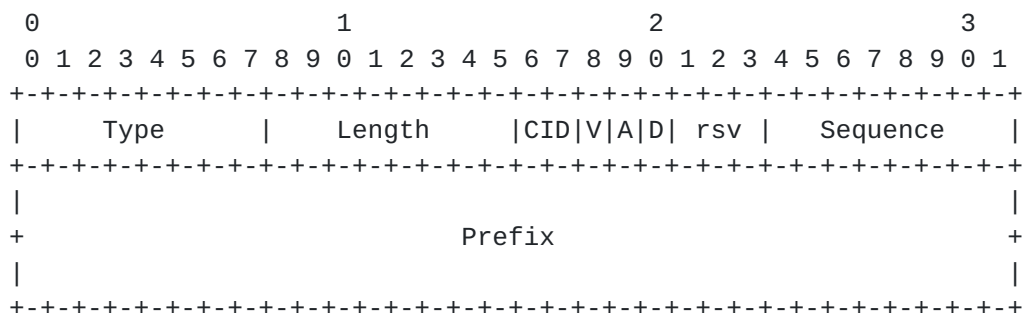 0                   1                   2                   3
 0 1 2 3 4 5 6 7 8 9 0 1 2 3 4 5 6 7 8 9 0 1 2 3 4 5 6 7 8 9 0 1
+-+-+-+-+-+-+-+-+-+-+-+-+-+-+-+-+-+-+-+-+-+-+-+-+-+-+-+-+-+-+-+-+
|     Type      |    Length     |CID|V|A|D| rsv |   Sequence    |
+-+-+-+-+-+-+-+-+-+-+-+-+-+-+-+-+-+-+-+-+-+-+-+-+-+-+-+-+-+-+-+-+
|                                                               |
+                            Prefix                             +
|                                                               |
+-+-+-+-+-+-+-+-+-+-+-+-+-+-+-+-+-+-+-+-+-+-+-+-+-+-+-+-+-+-+-+-+